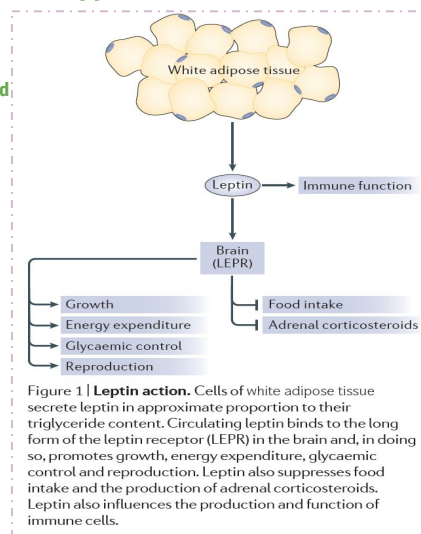 d
White adipose tissue
Leptin
Immune function
Brain
(LEPR)
Growth
Energy expenditure
Glycaemic control
Reproduction
Food intake
Adrenal corticosteroids
Figure 1 | Leptin action. Cells of white adipose tissue
secrete leptin in approximate proportion to their
triglyceride content. Circulating leptin binds to the long
form of the leptin receptor (LEPR) in the brain and, in doing
so, promotes growth, energy expenditure, glycaemic
control and reproduction. Leptin also suppresses food
intake and the production of adrenal corticosteroids.
Leptin also influences the production and function of
immune cells.